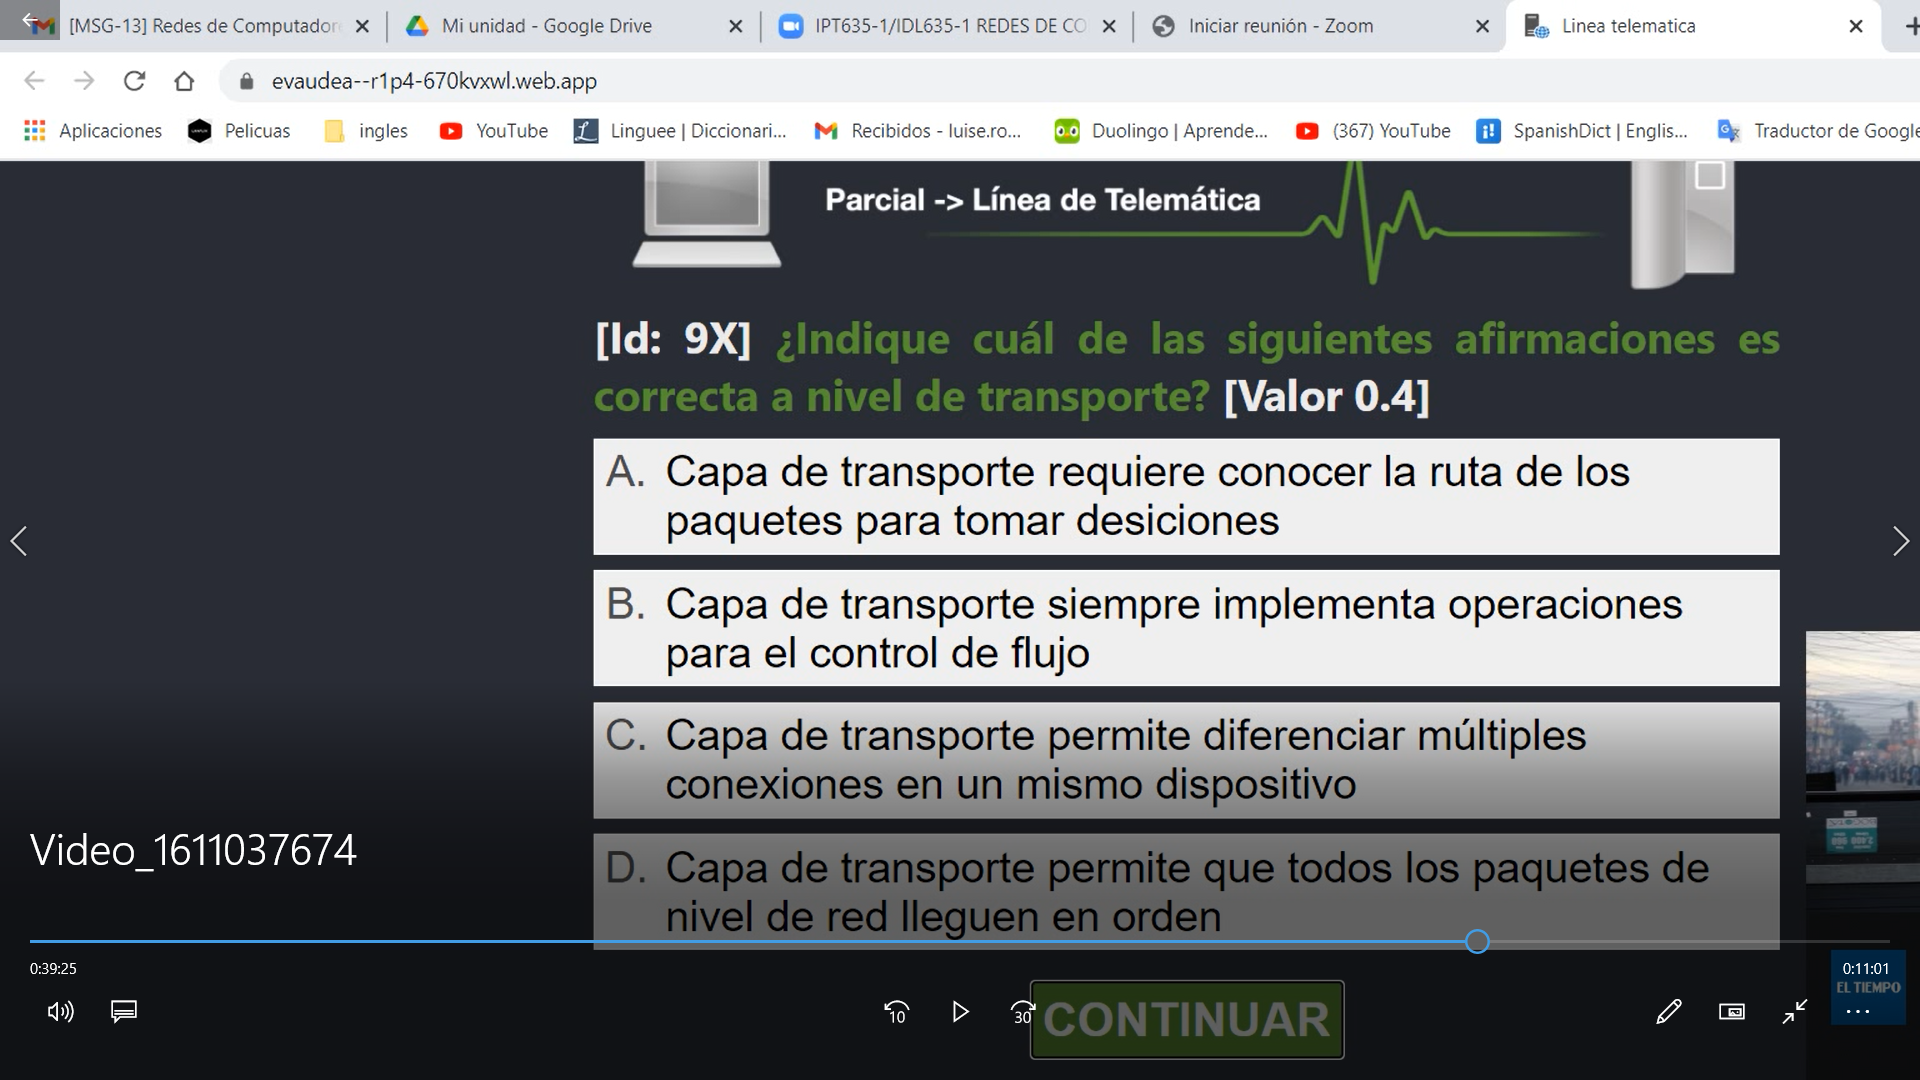 [MSG-13] Redes de Computador
Mi unidad - Google Drive
IPT635-1/IDL635-1 REDES DE CO
Iniciar reunión - Zoom
Linea telematica
evaudea--r1p4-670kvxwl.web.app
Aplicaciones
Pelicuas
ingles
YouTube
Linguee | Diccionari...
Recibidos - luise.ro...
Duolingo | Aprende...
(367) YouTube
SpanishDict | Englis...
Traductor de Google
Parcial -> Línea de Telemática
[Id: 9X] ¿Indique cuál de las siguientes afirmaciones es
correcta a nivel de transporte? [Valor 0.4]
A. Capa de transporte requiere conocer la ruta de los
paquetes para tomar desiciones
B. Capa de transporte siempre implementa operaciones
para el control de flujo
C. Capa de transporte permite diferenciar múltiples
conexiones en un mismo dispositivo
D. Capa de transporte permite que todos los paquetes de
nivel de red lleguen en orden
Video_1611037674
0:39:25
0:11:01
EL TIEMPO
10
30
CONTINUAR